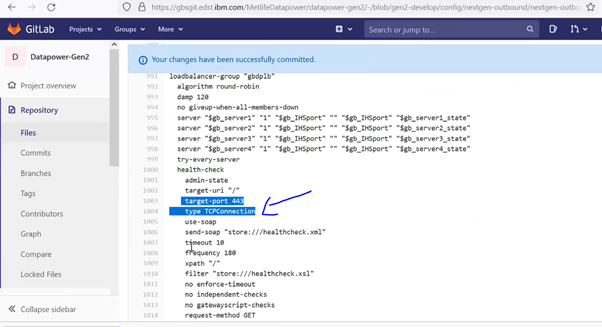 https://gbsgit.edst.ibm.com/MetlifeDatapower/datapower-gen2/-/blob/gen2-develop/config/nextgen-outbound/nextgen-outbou
GitLab
Projects
Groups
More
Search or jump to...
D
Datapower-Gen2
Project overview
Repository
Files
Commits
Branches
Tags
Contributors
Graph
Compare
Locked Files
Collapse sidebar
Your changes have been successfully committed.
991 loadbalancer-group "gbdplb"
992 algorithm round-robin
993 damp 120
994 no giveup-when-all-members-down
995 server "$gb_server1" "1" "$gb_IHSport" "" "$gb_IHSport" "$gb_server1_state"
996 server "$gb_server2" "1" "$gb_IHSport" "" "$gb_IHSport" "$gb_server2_state"
997 server "$gb_server3" "1" "$gb_IHSport" "" "$gb_IHSport" "$gb_server3_state"
998 server "$gb_server4" "1" "$gb_IHSport" "" "$gb_IHSport" "$gb_server4_state"
999 try-every-server
1000 health-check
1001 admin-state
1002 target-uri "/"
1003 target-port 443
1004 type TCPConnection
1005 use-soap
1006 send-soap "store:///healthcheck.xml"
1007 timeout 10
1008 frequency 180
1009 xpath "/"
1010 filter "store:///healthcheck.xsl"
1011 no enforce-timeout
1012 no independent-checks
1013 no gatewayscript-checks
1014 request-method GET